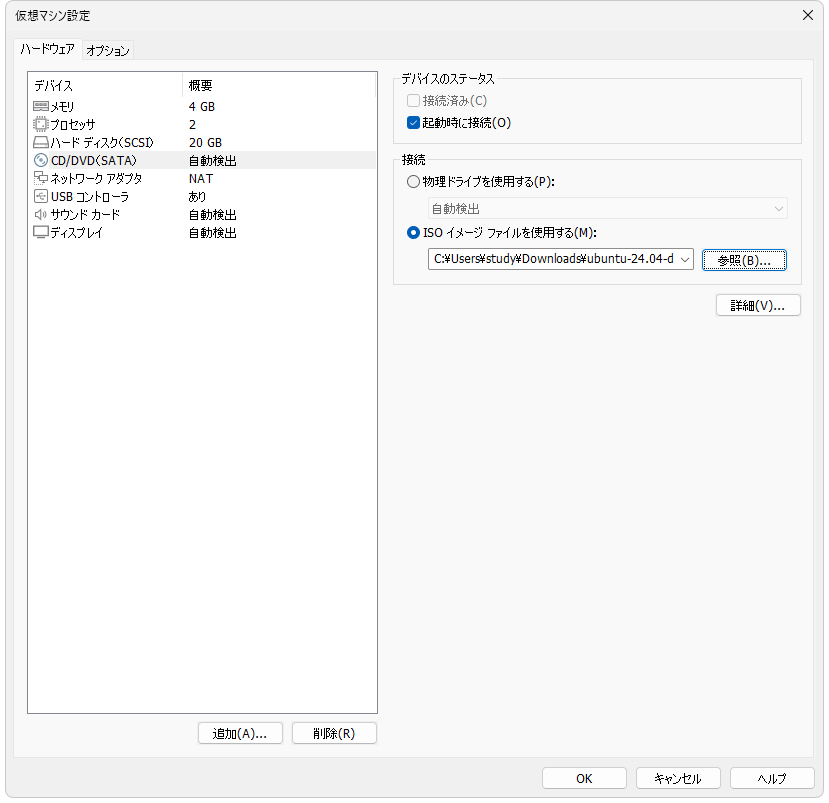 仮想マシン設定
ハードウェア オプション
デバイス 概要
メモリ 4 GB
プロセッサ 2
ハード ディスク(SCSI) 20 GB
CD/DVD(SATA) 自動検出
ネットワーク アダプタ NAT
USB コントローラ あり
サウンド カード 自動検出
ディスプレイ 自動検出
追加(A)... 削除(R)
デバイスのステータス
接続済み(C)
起動時に接続(O)
接続
物理ドライブを使用する(P):
自動検出
ISO イメージ ファイルを使用する(M):
C:¥Users¥study¥Downloads¥ubuntu-24.04-d 参照(B)...
詳細(V)...
OK キャンセル ヘルプ